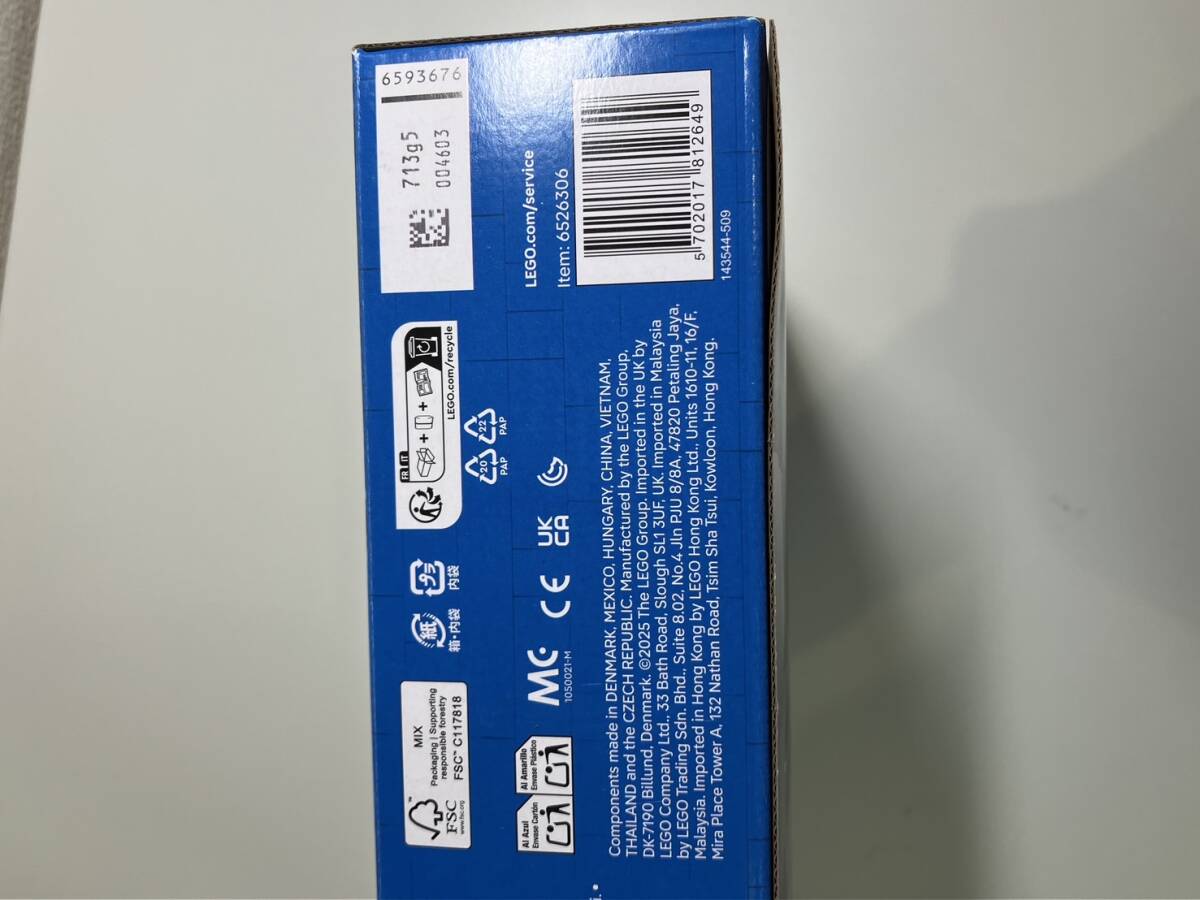 6593676
713g5
004603
FR IT
LEGO.com/recycle
20
PAP
22
PAP
紙
箱・内袋
プラ
内袋
MIX
Packaging | Supporting
responsible forestry
FSC™ C117818
FSC
www.fsc.org
LEGO.com/service
Item: 6526306
5 702017 812649
143544-509
UK
CA
CE
MC
1050021-M
Al Azul
Envase Cartón
Al Amarillo
Envase Plástico
Components made in DENMARK, MEXICO, HUNGARY, CHINA, VIETNAM,
THAILAND and the CZECH REPUBLIC. Manufactured by the LEGO Group,
DK-7190 Billund, Denmark. ©2025 The LEGO Group. Imported in the UK by
LEGO Company Ltd., 33 Bath Road, Slough SL1 3UF, UK. Imported in Malaysia
by LEGO Trading Sdn. Bhd., Suite 8.02, No.4 Jln PJU 8/8A, 47820 Petaling Jaya,
Malaysia. Imported in Hong Kong by LEGO Hong Kong Ltd., Units 1610-11, 16/F,
Mira Place Tower A, 132 Nathan Road, Tsim Sha Tsui, Kowloon, Hong Kong.